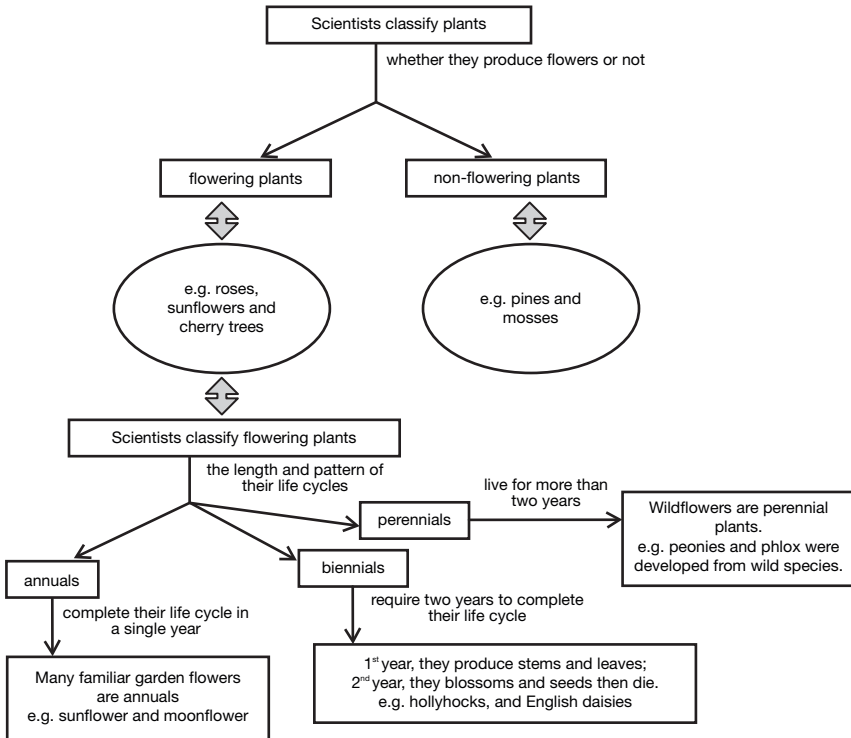 Scientists classify plants
whether they produce flowers or not
flowering plants
non-flowering plants
e.g. roses,
sunflowers and
cherry trees
e.g. pines and
mosses
Scientists classify flowering plants
the length and pattern of
their life cycles
perennials
live for more than
two years
Wildflowers are perennial
plants.
e.g. peonies and phlox were
developed from wild species.
annuals
biennials
complete their life cycle in
a single year
require two years to complete
their life cycle
Many familiar garden flowers
are annuals
e.g. sunflower and moonflower
1st year, they produce stems and leaves;
2nd year, they blossoms and seeds then die.
e.g. hollyhocks, and English daisies